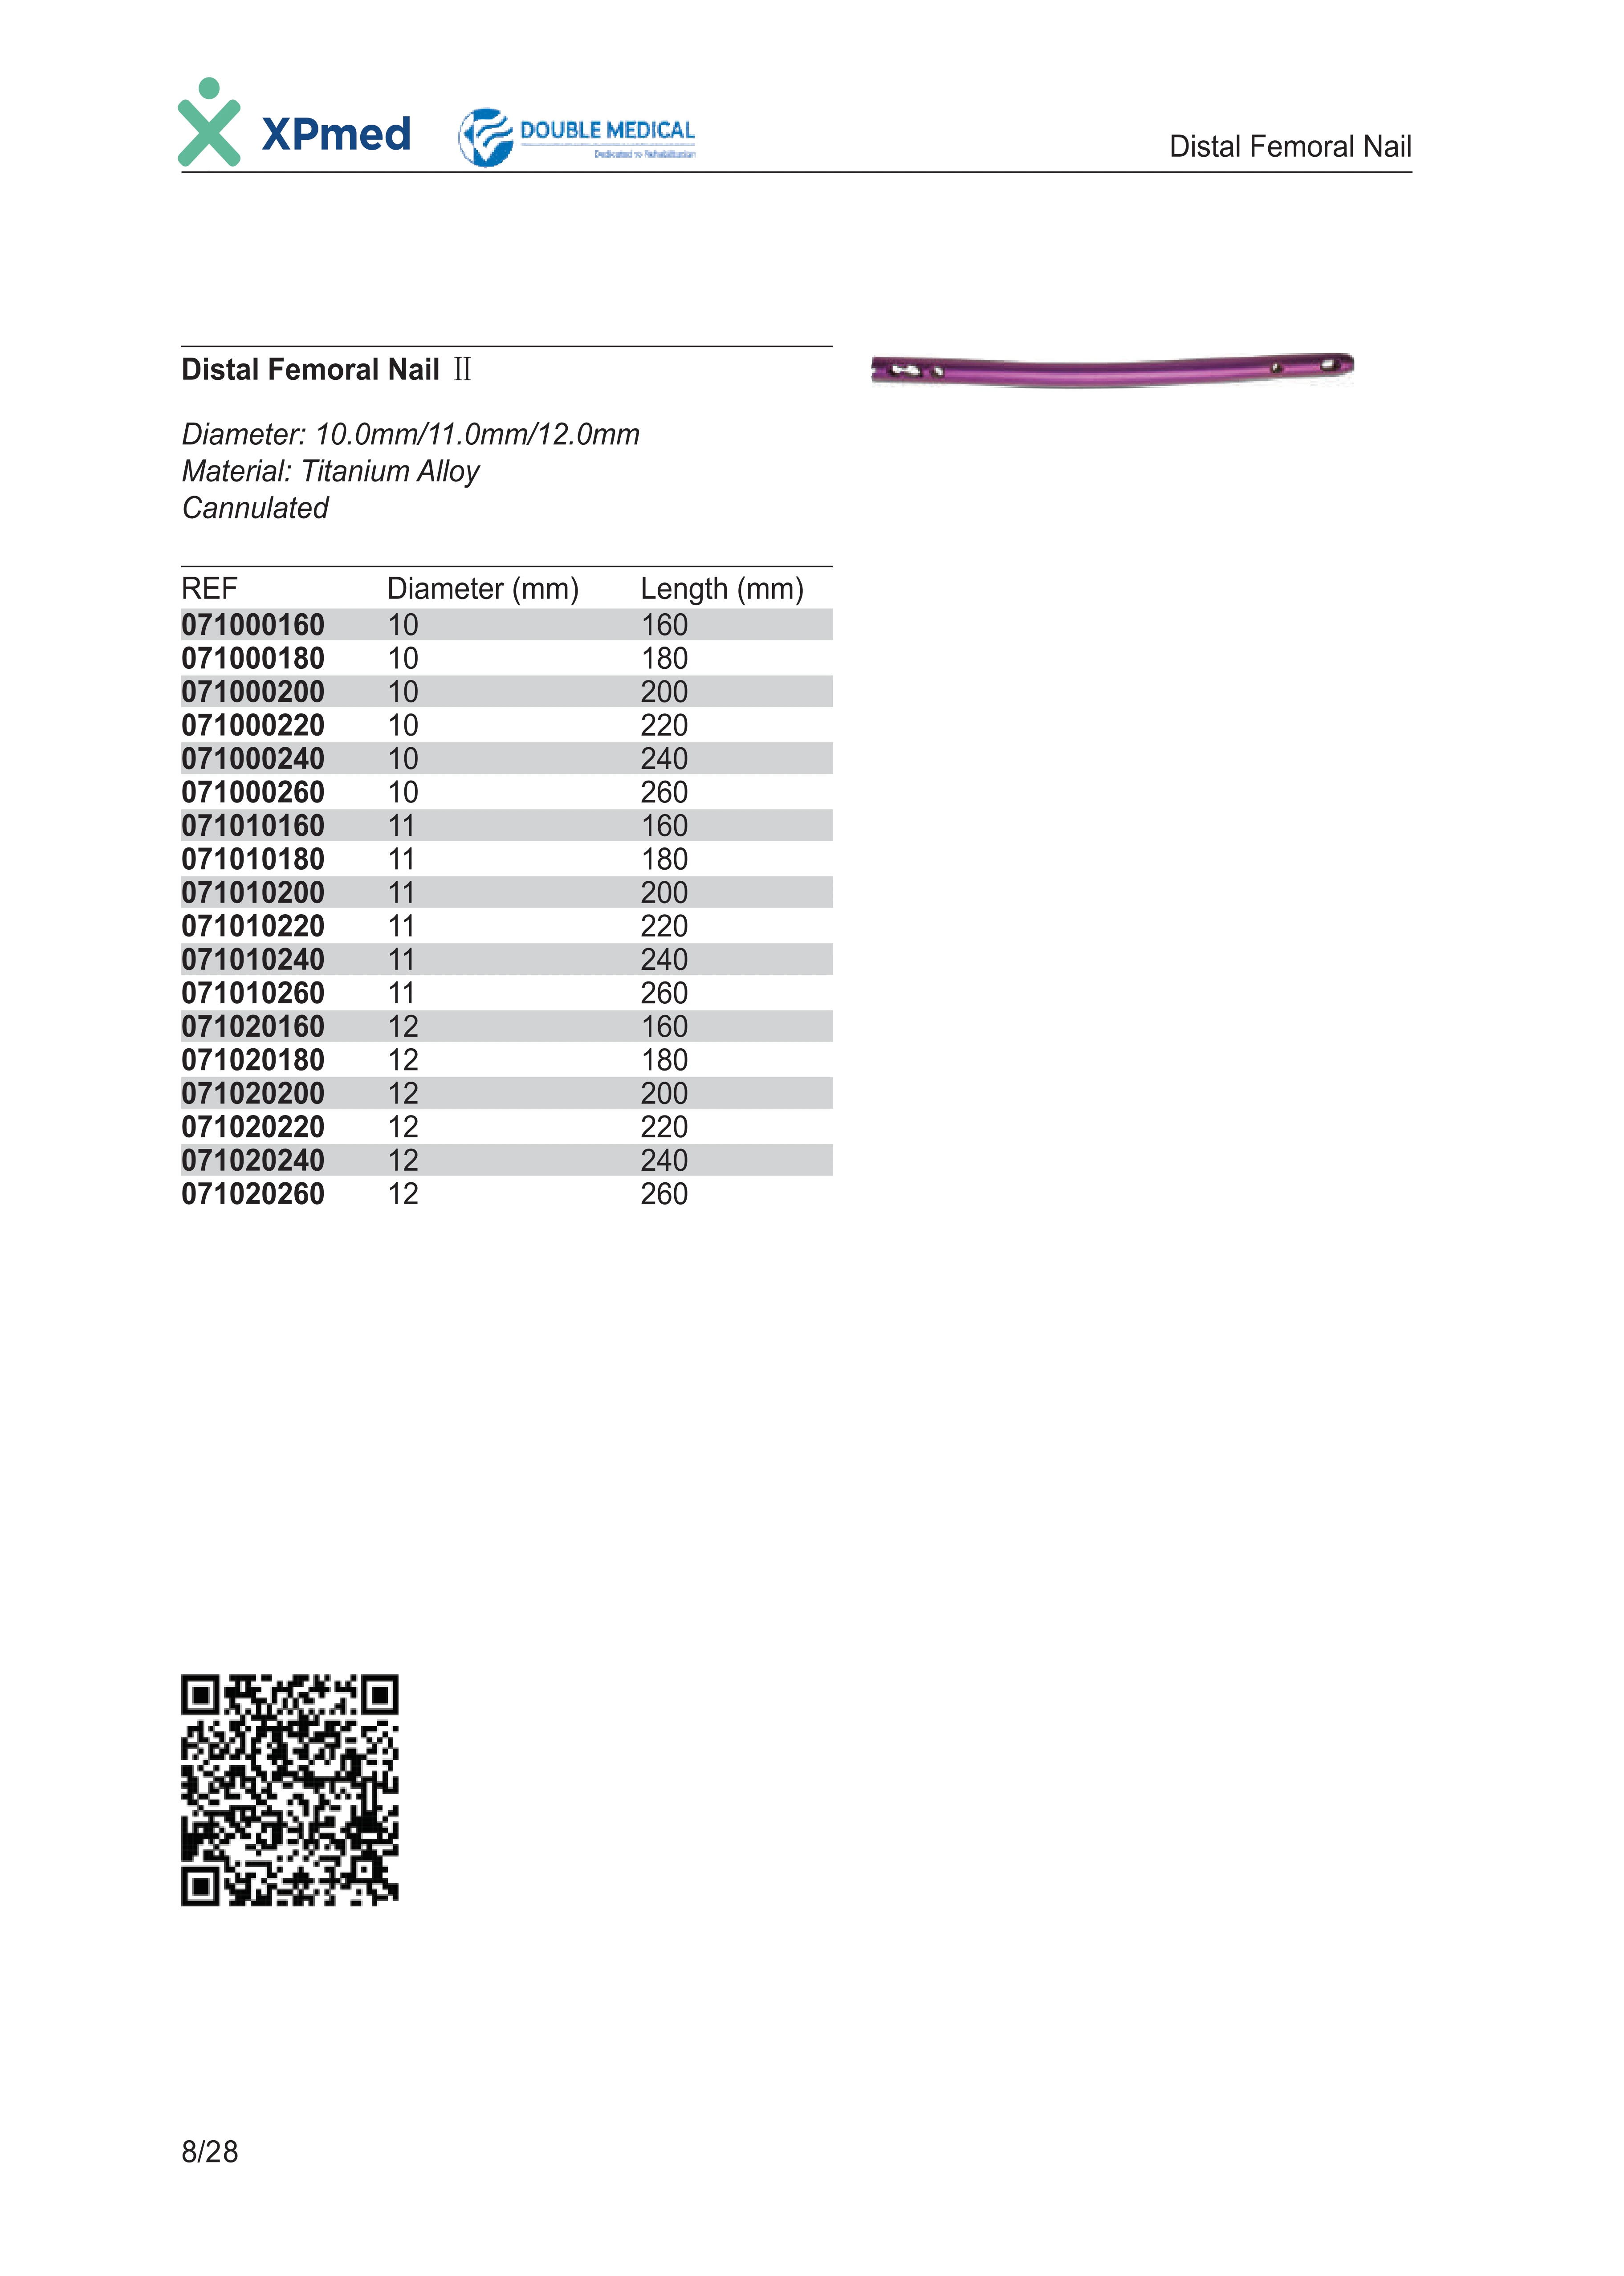 XPmed
DOUBLE MEDICAL
Dedicated to Rehabilitation
Distal Femoral Nail
Distal Femoral Nail Ⅱ
Diameter: 10.0mm/11.0mm/12.0mm
Material: Titanium Alloy
Cannulated
REF Diameter (mm) Length (mm)
071000160 10 160
071000180 10 180
071000200 10 200
071000220 10 220
071000240 10 240
071000260 10 260
071010160 11 160
071010180 11 180
071010200 11 200
071010220 11 220
071010240 11 240
071010260 11 260
071020160 12 160
071020180 12 180
071020200 12 200
071020220 12 220
071020240 12 240
071020260 12 260
8/28